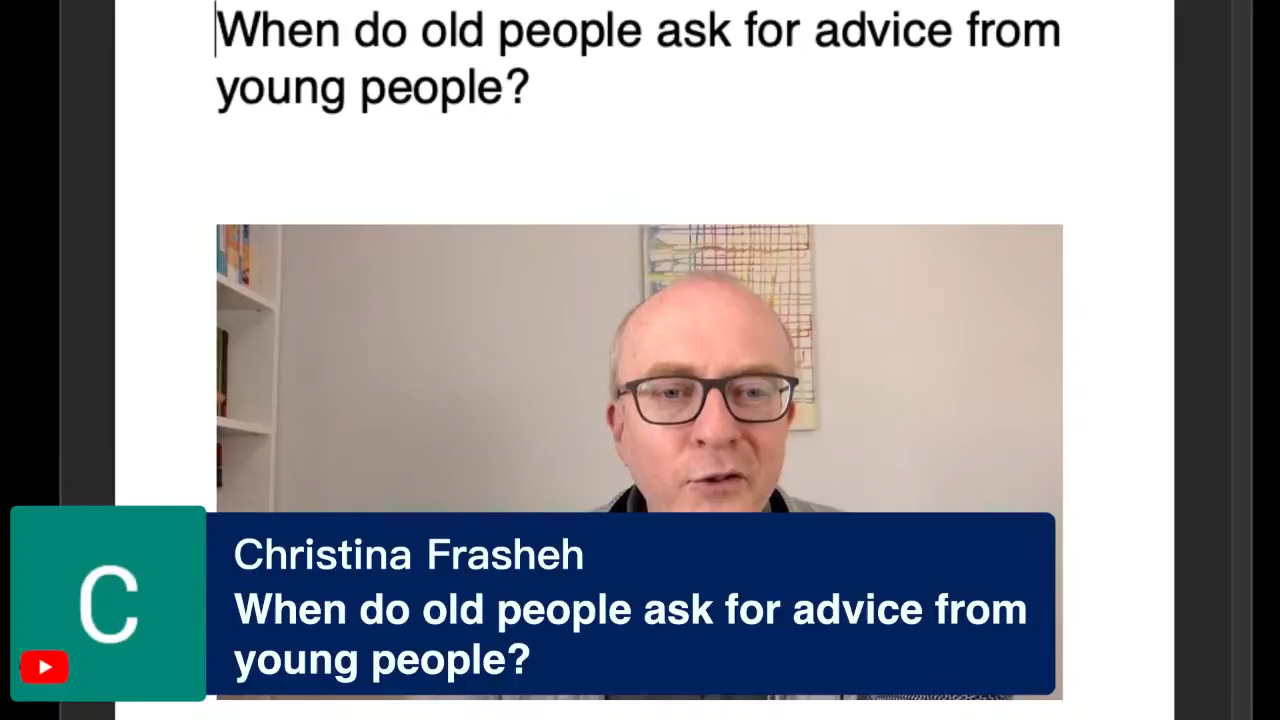 When do old people ask for advice from
young people?
C
Christina Frasheh
When do old people ask for advice from
young people?